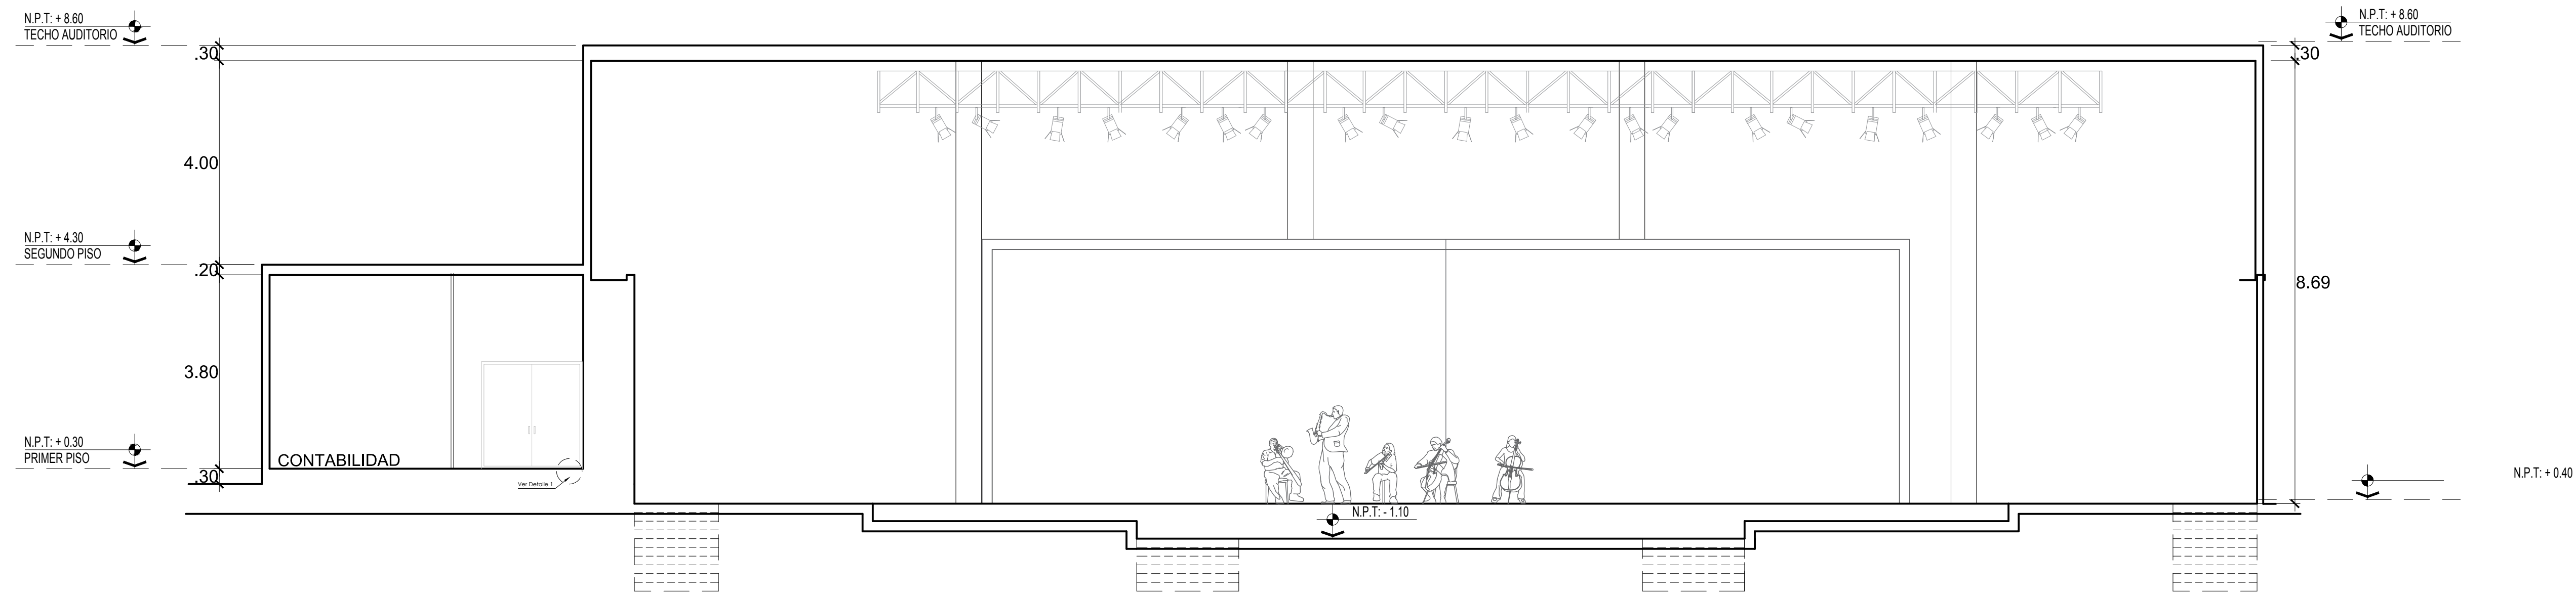 N.P.T: + 8.60
TECHO AUDITORIO
.30
4.00
N.P.T: + 4.30
SEGUNDO PISO
.20
3.80
N.P.T: + 0.30
PRIMER PISO
.30
CONTABILIDAD
Ver Detalle 1
N.P.T: - 1.10
N.P.T: + 8.60
TECHO AUDITORIO
.30
8.69
N.P.T: + 0.40